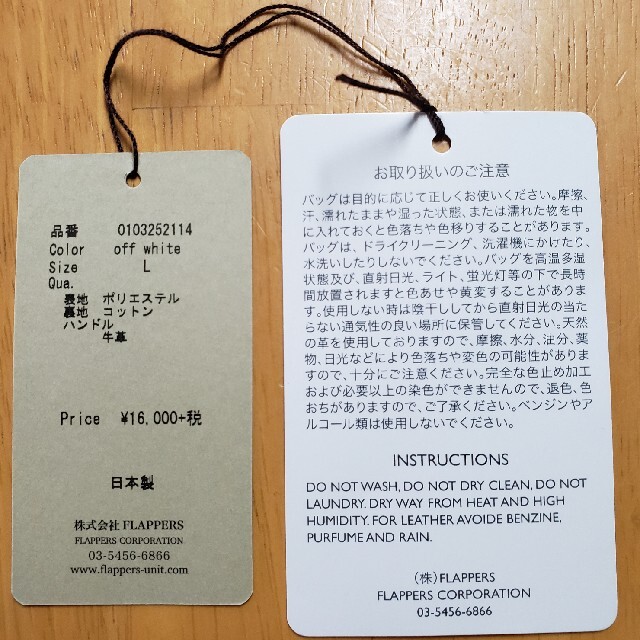 品番 0103252114
Color off white
Size L
Qua.
表地 ポリエステル
裏地 コットン
ハンドル
牛革
Price ¥16,000+税
日本製
株式会社 FLAPPERS
FLAPPERS CORPORATION
03-5456-6866
www.flappers-unit.com
お取り扱いのご注意
バッグは目的に応じて正しくお使いください。摩擦、
汗、濡れたままや湿った状態、または濡れた物を中
に入れておくと色落ちや色移りすることがあります。
バッグは、ドライクリーニング、洗濯機にかけたり、
水洗いしたりしないでください。バッグを高温多湿
状態及び、直射日光、ライト、蛍光灯等の下で長時
間放置されますと色あせや黄変することがありま
す。使用しない時は陰干ししてから直射日光の当た
らない通気性の良い場所に保管してください。天然
の革を使用しておりますので、摩擦、水分、油分、薬
物、日光などにより色落ちや変色の可能性がありま
すので、十分にご注意ください。完全な色止め加工
および必要以上の染色ができませんので、退色、色
おちがありますので、ご了承ください。ベンジンやア
ルコール類は使用しないでください。
INSTRUCTIONS
DO NOT WASH, DO NOT DRY CLEAN, DO NOT
LAUNDRY. DRY WAY FROM HEAT AND HIGH
HUMIDITY. FOR LEATHER AVOIDE BENZINE,
PURFUME AND RAIN.
（株）FLAPPERS
FLAPPERS CORPORATION
03-5456-6866